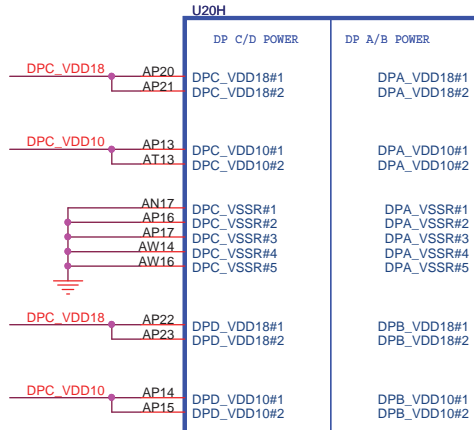 U20H
DP C/D POWER DP A/B POWER
DPC_VDD18 AP20 DPC_VDD18#1 DPA_VDD18#1
AP21 DPC_VDD18#2 DPA_VDD18#2
DPC_VDD10 AP13 DPC_VDD10#1 DPA_VDD10#1
AT13 DPC_VDD10#2 DPA_VDD10#2
AN17 DPC_VSSR#1 DPA_VSSR#1
AP16 DPC_VSSR#2 DPA_VSSR#2
AP17 DPC_VSSR#3 DPA_VSSR#3
AW14 DPC_VSSR#4 DPA_VSSR#4
AW16 DPC_VSSR#5 DPA_VSSR#5
DPC_VDD18 AP22 DPD_VDD18#1 DPB_VDD18#1
AP23 DPD_VDD18#2 DPB_VDD18#2
DPC_VDD10 AP14 DPD_VDD10#1 DPB_VDD10#1
AP15 DPD_VDD10#2 DPB_VDD10#2